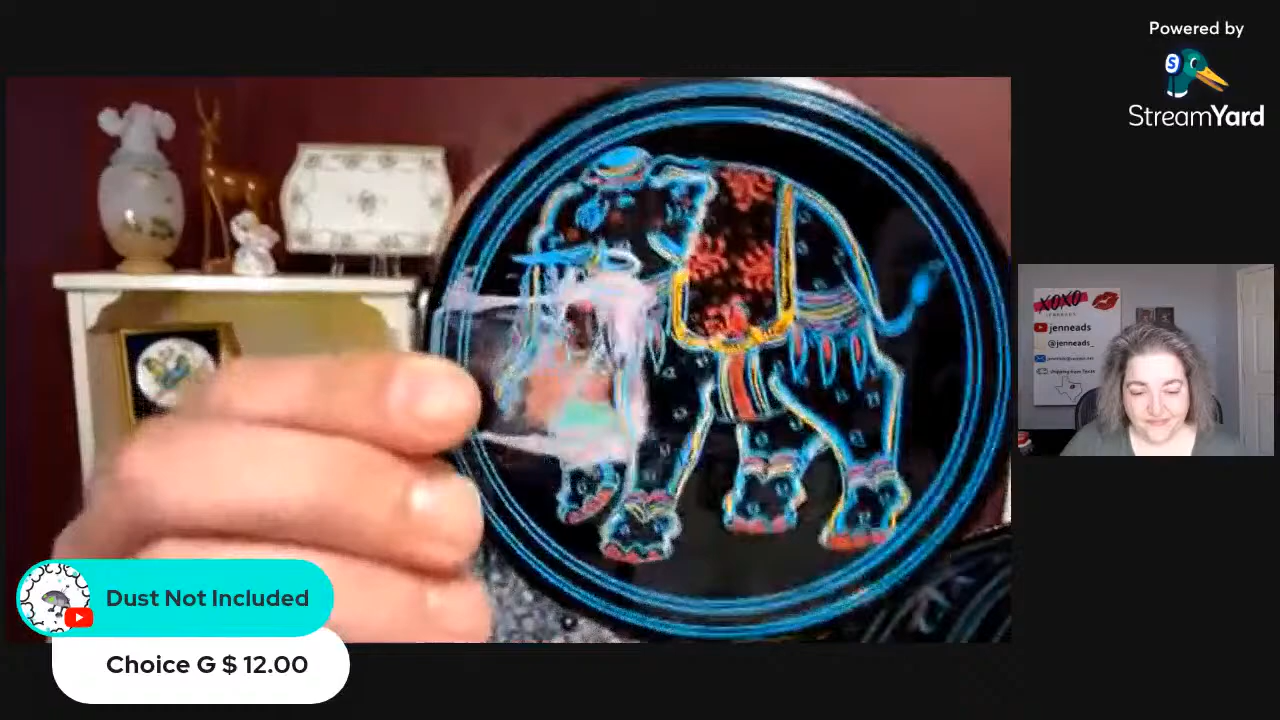 Powered by
StreamYard
XOXO
jenneads
@jenneads_
Dust Not Included
Choice G $ 12.00